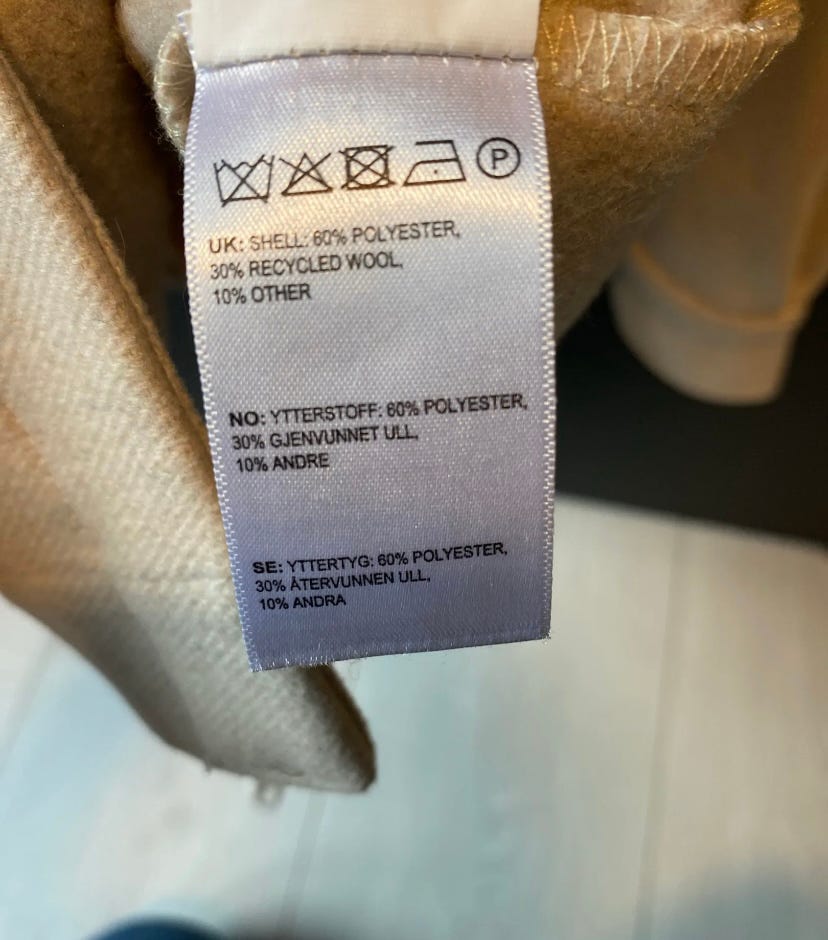 P
UK: SHELL: 60% POLYESTER,
30% RECYCLED WOOL,
10% OTHER
NO: YTTERSTOFF: 60% POLYESTER,
30% GJENVUNNET ULL,
10% ANDRE
SE: YTTERTYG: 60% POLYESTER,
30% ÅTERVUNNEN ULL,
10% ANDRA